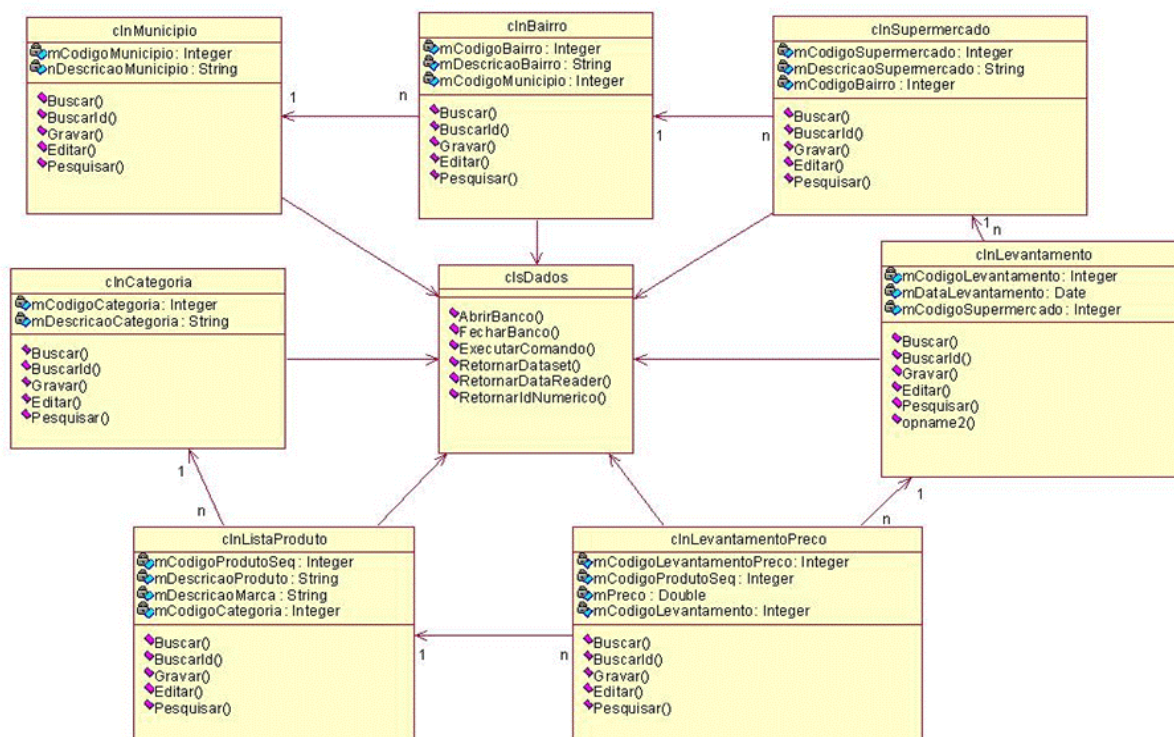 clnMunicipio
mCodigoMunicipio : Integer
nDescricaoMunicipio : String
Buscar()
BuscarId()
Gravar()
Editar()
Pesquisar()
1
n
clnBairro
mCodigoBairro : Integer
mDescricaoBairro : String
mCodigoMunicipio : Integer
Buscar()
BuscarId()
Gravar()
Editar()
Pesquisar()
1
n
clnSupermercado
mCodigoSupermercado : Integer
mDescricaoSupermercado : String
mCodigoBairro : Integer
Buscar()
BuscarId()
Gravar()
Editar()
Pesquisar()
1
n
clnCategoria
mCodigoCategoria : Integer
mDescricaoCategoria : String
Buscar()
BuscarId()
Gravar()
Editar()
Pesquisar()
clsDados
AbrirBanco()
FecharBanco()
ExecutarComando()
RetornarDataset()
RetornarDataReader()
RetornarIdNumerico()
clnLevantamento
mCodigoLevantamento : Integer
mDataLevantamento : Date
mCodigoSupermercado : Integer
Buscar()
BuscarId()
Gravar()
Editar()
Pesquisar()
opname2()
1
n
1
n
clnListaProduto
mCodigoProdutoSeq : Integer
mDescricaoProduto : String
mDescricaoMarca : String
mCodigoCategoria : Integer
Buscar()
BuscarId()
Gravar()
Editar()
Pesquisar()
1
n
clnLevantamentoPreco
mCodigoLevantamentoPreco : Integer
mCodigoProdutoSeq : Integer
mPreco : Double
mCodigoLevantamento : Integer
Buscar()
BuscarId()
Gravar()
Editar()
Pesquisar()